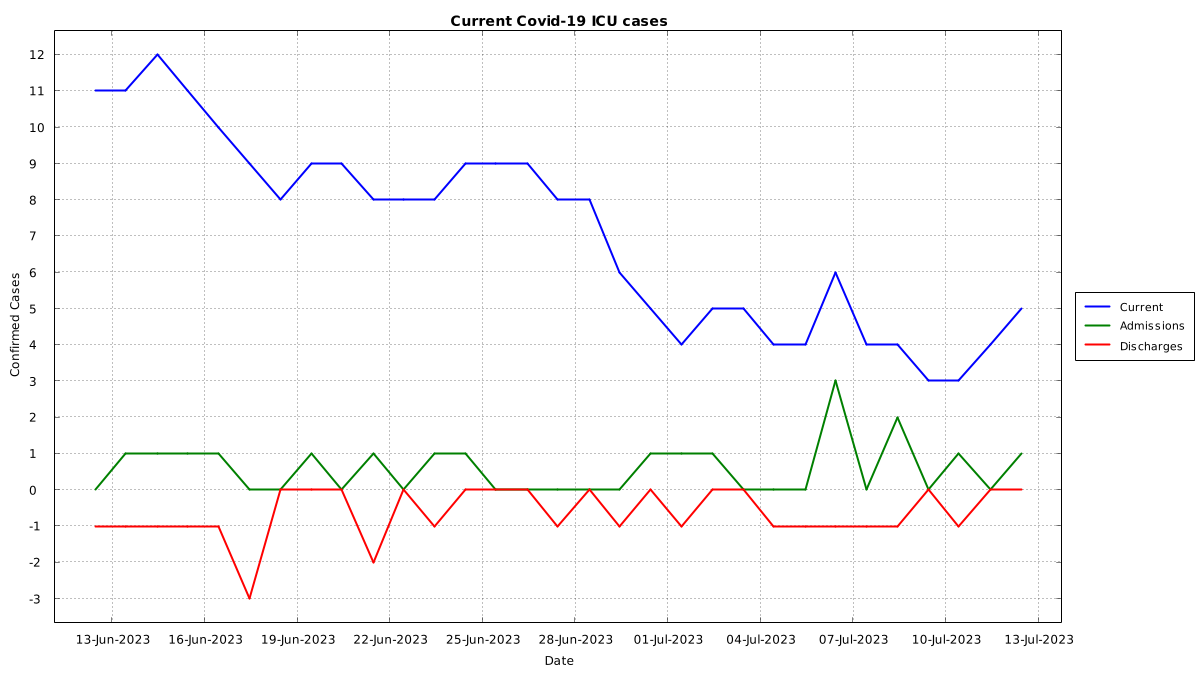 Current Covid-19 ICU cases
12
11
10
9
8
7
6
5
4
3
2
1
0
-1
-2
-3
Confirmed Cases
13-Jun-2023 16-Jun-2023 19-Jun-2023 22-Jun-2023 25-Jun-2023 28-Jun-2023 01-Jul-2023 04-Jul-2023 07-Jul-2023 10-Jul-2023 13-Jul-2023
Date
Current
Admissions
Discharges